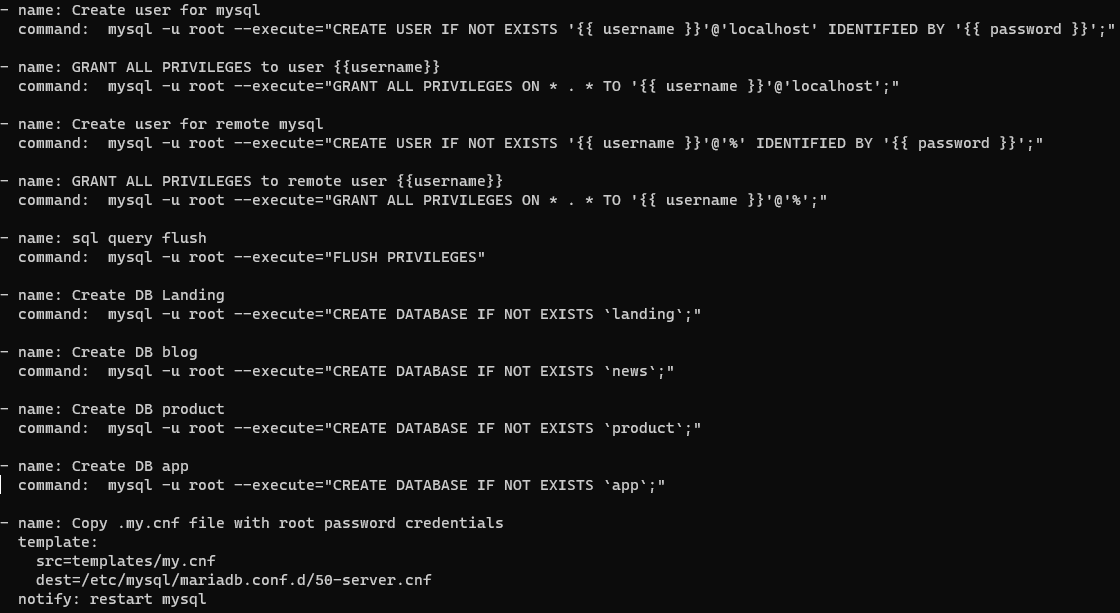 - name: Create user for mysql
  command:  mysql -u root --execute="CREATE USER IF NOT EXISTS '{{ username }}'@'localhost' IDENTIFIED BY '{{ password }}';"

- name: GRANT ALL PRIVILEGES to user {{username}}
  command:  mysql -u root --execute="GRANT ALL PRIVILEGES ON * . * TO '{{ username }}'@'localhost';"

- name: Create user for remote mysql
  command:  mysql -u root --execute="CREATE USER IF NOT EXISTS '{{ username }}'@'%' IDENTIFIED BY '{{ password }}';"

- name: GRANT ALL PRIVILEGES to remote user {{username}}
  command:  mysql -u root --execute="GRANT ALL PRIVILEGES ON * . * TO '{{ username }}'@'%';"

- name: sql query flush
  command:  mysql -u root --execute="FLUSH PRIVILEGES"

- name: Create DB Landing
  command:  mysql -u root --execute="CREATE DATABASE IF NOT EXISTS `landing`;"

- name: Create DB blog
  command:  mysql -u root --execute="CREATE DATABASE IF NOT EXISTS `news`;"

- name: Create DB product
  command:  mysql -u root --execute="CREATE DATABASE IF NOT EXISTS `product`;"

- name: Create DB app
  command:  mysql -u root --execute="CREATE DATABASE IF NOT EXISTS `app`;"

- name: Copy .my.cnf file with root password credentials
  template:
    src=templates/my.cnf
    dest=/etc/mysql/mariadb.conf.d/50-server.cnf
  notify: restart mysql